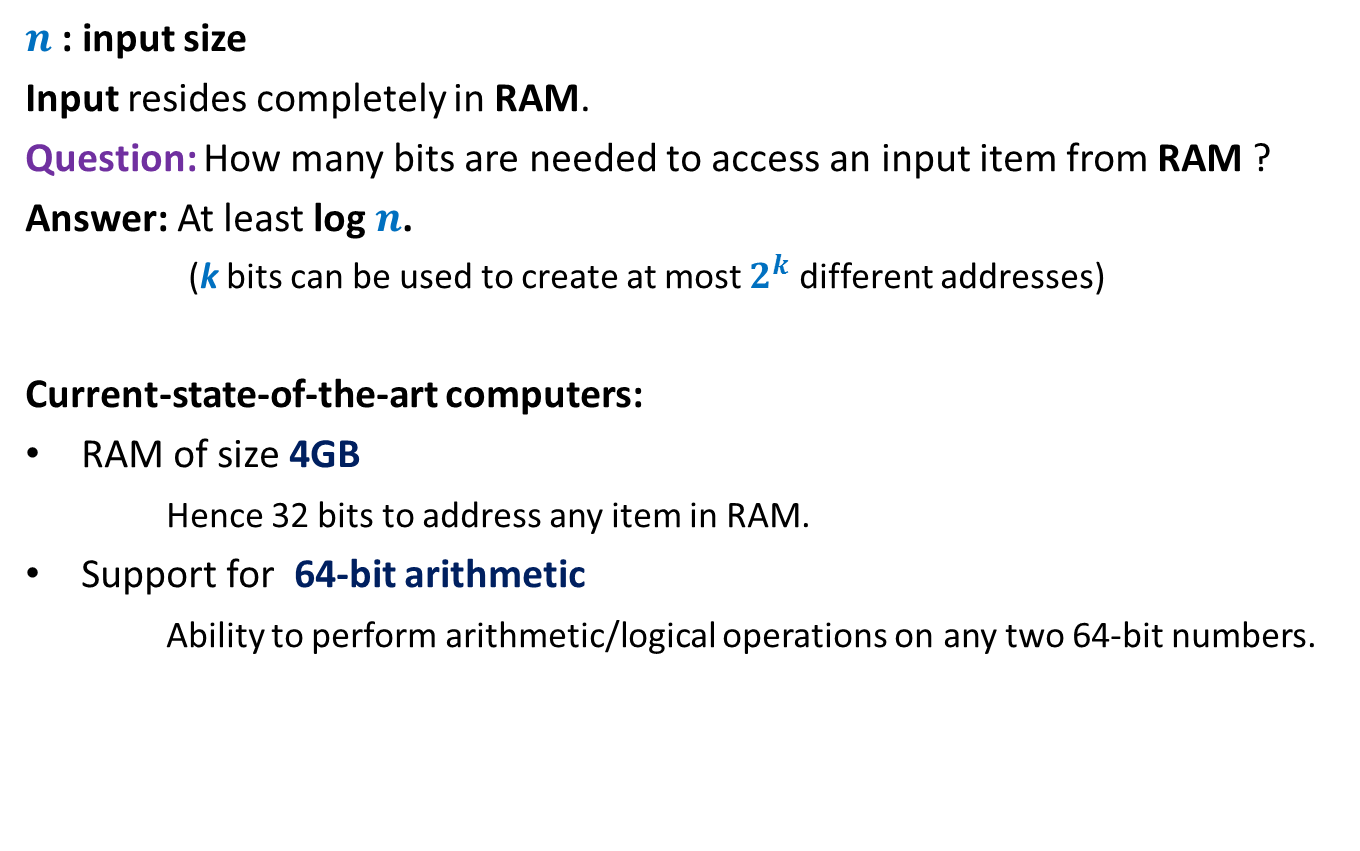 n : input size
Input resides completely in RAM.
Question: How many bits are needed to access an input item from RAM ?
Answer: At least log n.
(k bits can be used to create at most 2^k different addresses)
Current-state-of-the-art computers:
• RAM of size 4GB
Hence 32 bits to address any item in RAM.
• Support for 64-bit arithmetic
Ability to perform arithmetic/logical operations on any two 64-bit numbers.